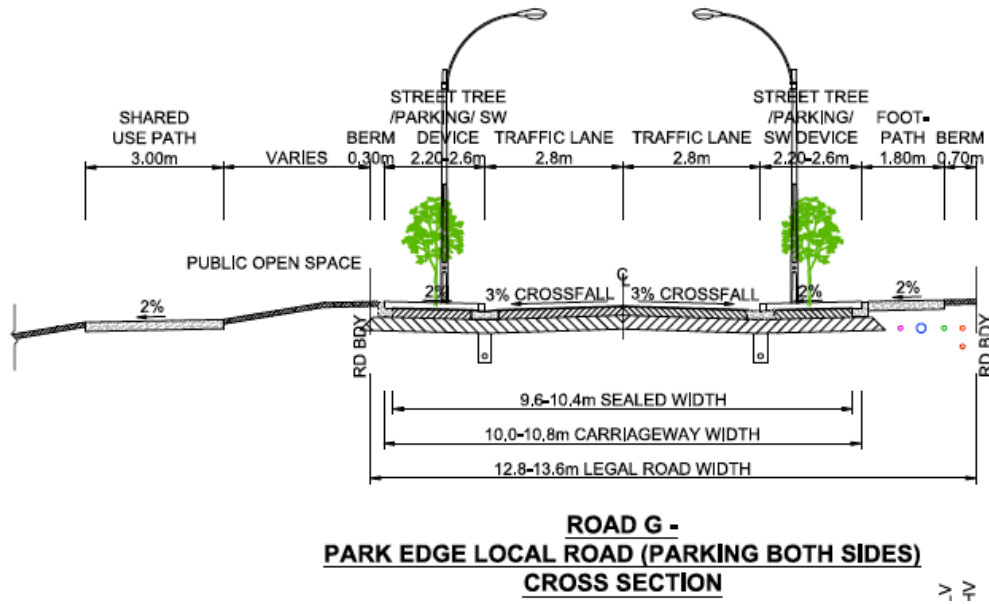 SHARED
USE PATH
3.00m
VARIES
BERM
0.30m
STREET TREE
/PARKING/ SW
DEVICE
2.20-2.6m
TRAFFIC LANE
2.8m
TRAFFIC LANE
2.8m
STREET TREE
/PARKING/
SW DEVICE
2.20-2.6m
FOOT-
PATH
1.80m
BERM
0.70m
PUBLIC OPEN SPACE
2%
2%
3% CROSSFALL
℄
3% CROSSFALL
2%
2%
RD BDY
RD BDY
9.6-10.4m SEALED WIDTH
10.0-10.8m CARRIAGEWAY WIDTH
12.8-13.6m LEGAL ROAD WIDTH
ROAD G -
PARK EDGE LOCAL ROAD (PARKING BOTH SIDES)
CROSS SECTION